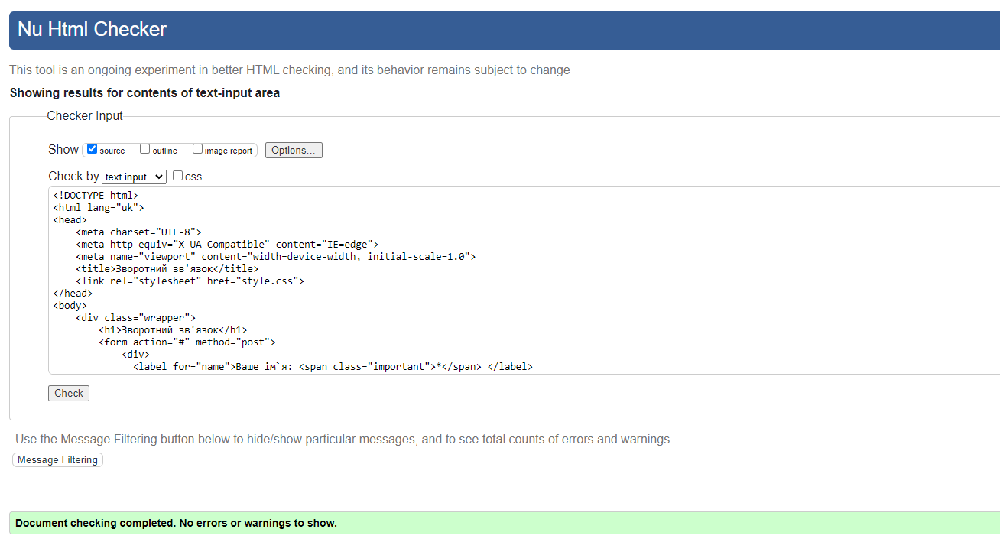 Nu Html Checker
This tool is an ongoing experiment in better HTML checking, and its behavior remains subject to change
Showing results for contents of text-input area
Checker Input
Show source outline image report Options...
Check by text input css
<!DOCTYPE html>
<html lang="uk">
<head>
    <meta charset="UTF-8">
    <meta http-equiv="X-UA-Compatible" content="IE=edge">
    <meta name="viewport" content="width=device-width, initial-scale=1.0">
    <title>Зворотний зв'язок</title>
    <link rel="stylesheet" href="style.css">
</head>
<body>
    <div class="wrapper">
        <h1>Зворотний зв'язок</h1>
        <form action="#" method="post">
            <div>
              <label for="name">Ваше ім`я: <span class="important">*</span> </label>
Check
Use the Message Filtering button below to hide/show particular messages, and to see total counts of errors and warnings.
Message Filtering
Document checking completed. No errors or warnings to show.